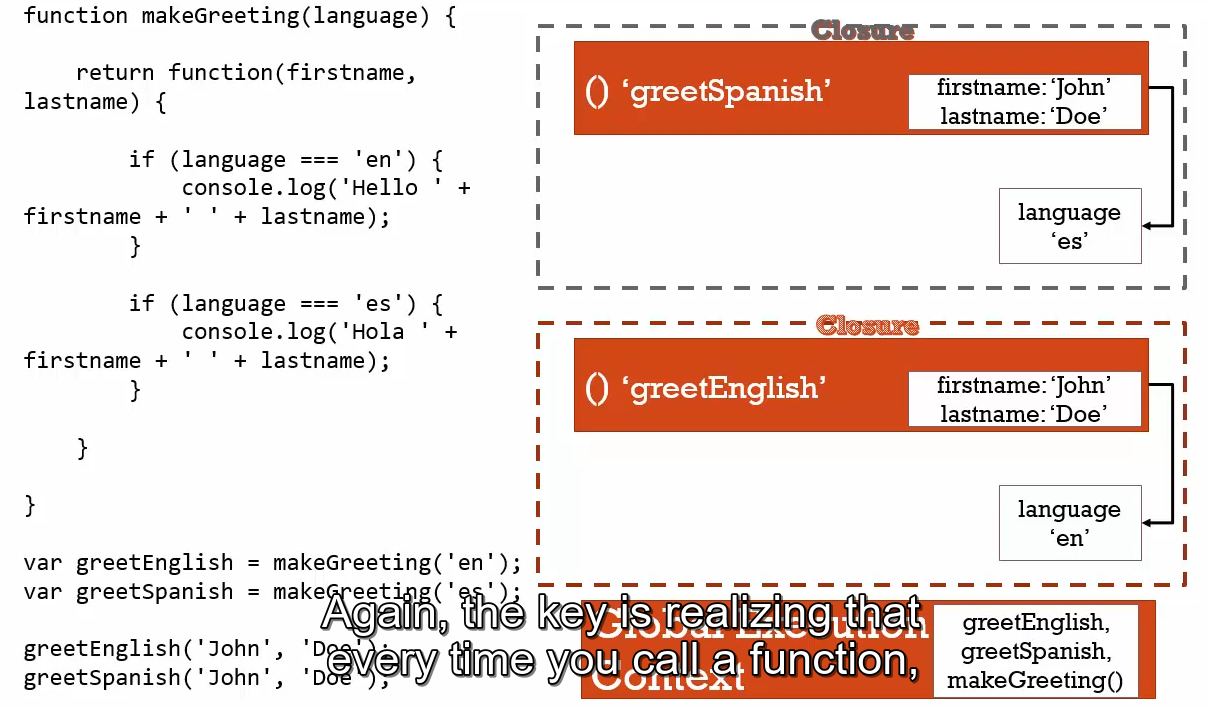 function makeGreeting(language) {
return function(firstname,
lastname) {
if (language === 'en') {
console.log('Hello ' +
firstname + ' ' + lastname);
}
if (language === 'es') {
console.log('Hola ' +
firstname + ' ' + lastname);
}
}
}
var greetEnglish = makeGreeting('en');
var greetSpanish = makeGreeting('es');
greetEnglish('John', 'Doe');
greetSpanish('John', 'Doe');
Closure
() ‘greetSpanish’
firstname: ‘John’
lastname: ‘Doe’
language
‘es’
Closure
() ‘greetEnglish’
firstname: ‘John’
lastname: ‘Doe’
language
‘en’
Global Execution
Context
greetEnglish,
greetSpanish,
makeGreeting()
Again, the key is realizing that
every time you call a function,